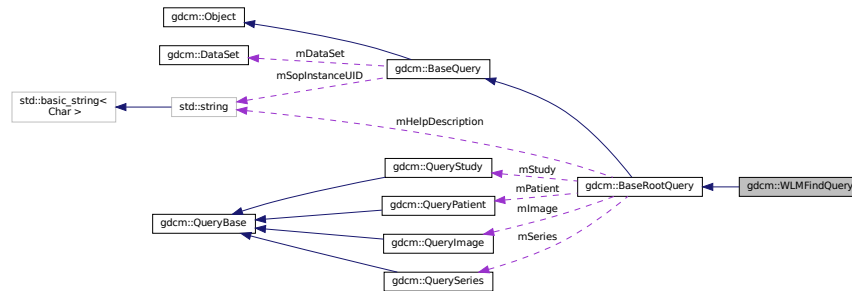 gdcm::Object
gdcm::DataSet
mDataSet
gdcm::BaseQuery
mSopInstanceUID
std::basic_string<
Char >
std::string
mHelpDescription
gdcm::QueryStudy
mStudy
gdcm::BaseRootQuery
gdcm::WLMFindQuery
mPatient
gdcm::QueryPatient
mImage
gdcm::QueryBase
mSeries
gdcm::QueryImage
gdcm::QuerySeries